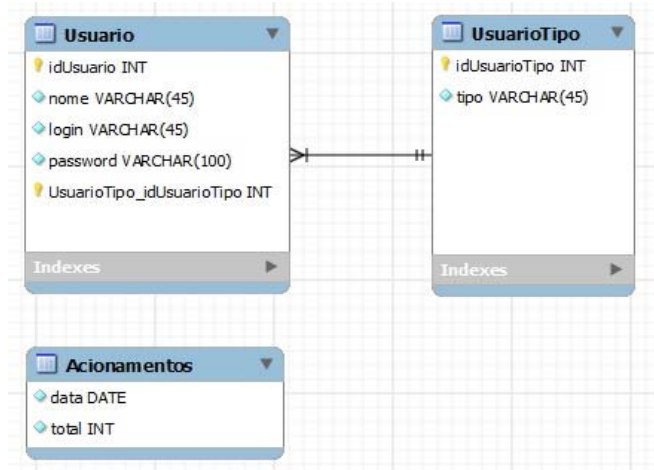 Usuario
idUsuario INT
nome VARCHAR(45)
login VARCHAR(45)
password VARCHAR(100)
UsuarioTipo_idUsuarioTipo INT
Indexes
UsuarioTipo
idUsuarioTipo INT
tipo VARCHAR(45)
Indexes
Acionamentos
data DATE
total INT